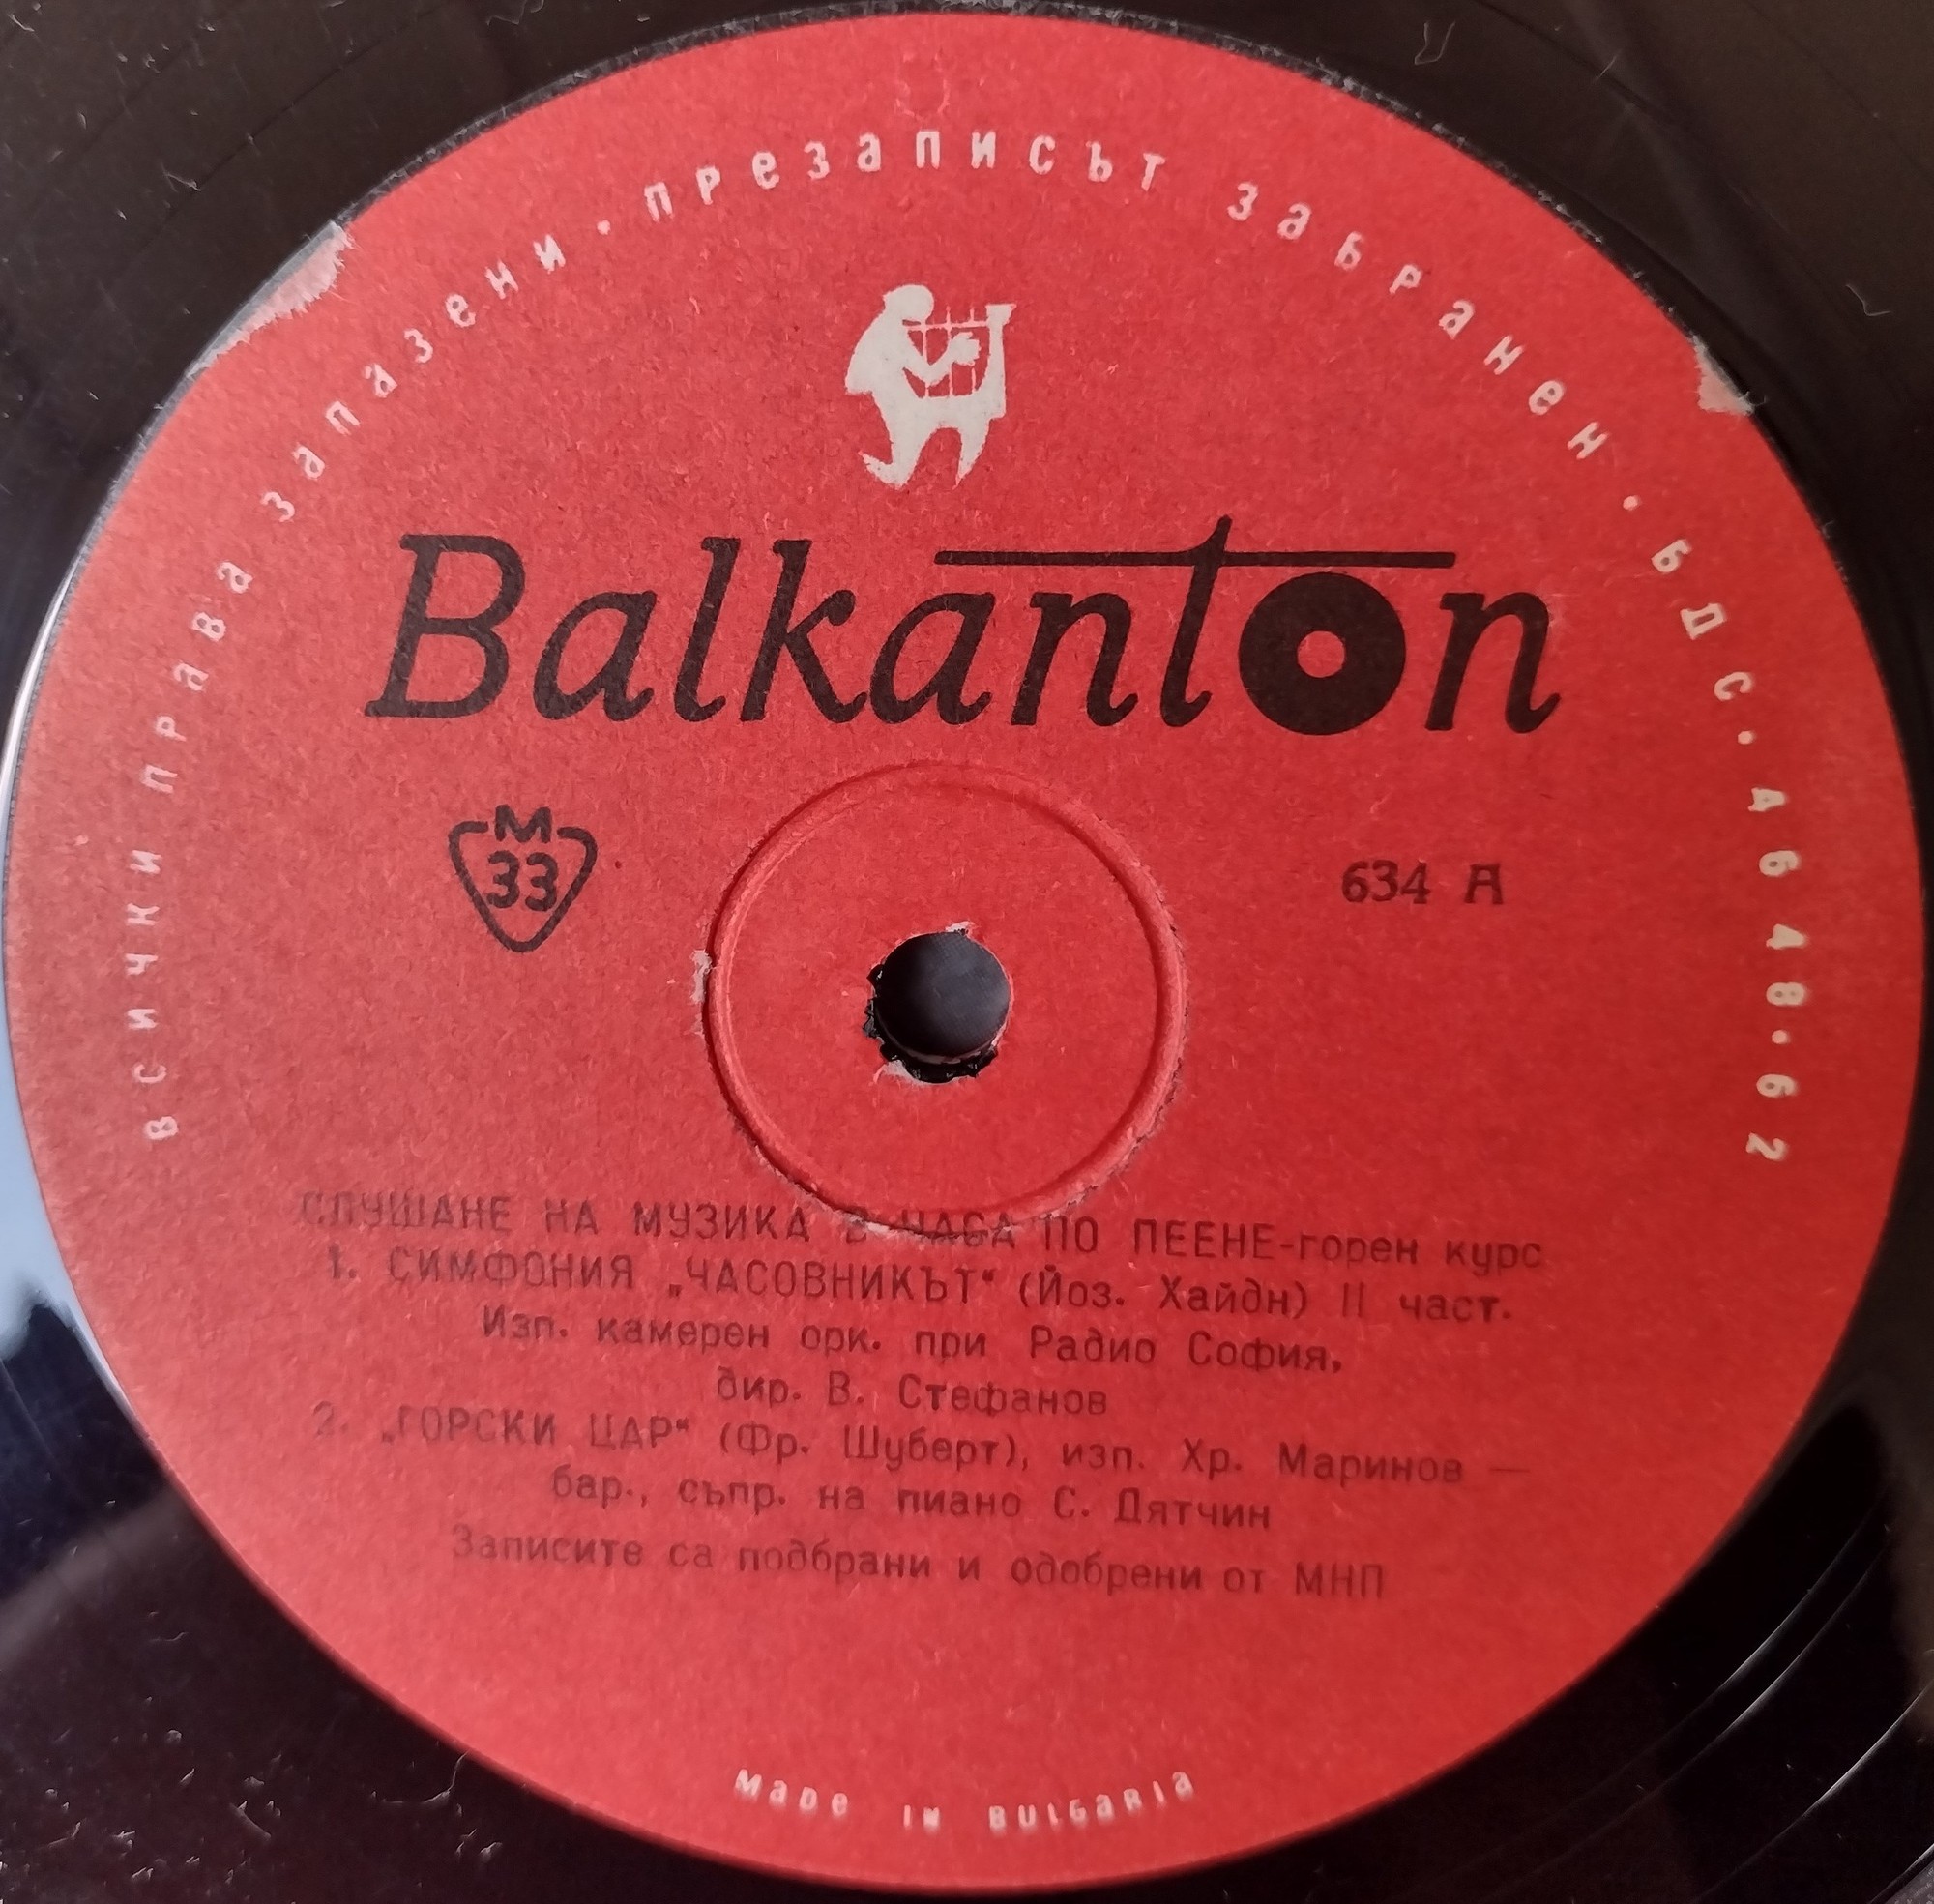 всички права запазени · презаписът забранен · БДС · 4648·62
Balkanton
М
33
634 A
СЛУШАНЕ НА МУЗИКА В ЧАСА ПО ПЕЕНЕ-горен курс
1. СИМФОНИЯ „ЧАСОВНИКЪТ“ (Йоз. Хайдн) II част.
Изп. камерен орк. при Радио София,
дир. В. Стефанов
2. „ГОРСКИ ЦАР“ (Фр. Шуберт), изп. Хр. Маринов —
бар., съпр. на пиано С. Дятчин
Записите са подбрани и одобрени от МНП
MADE IN BULGARIA